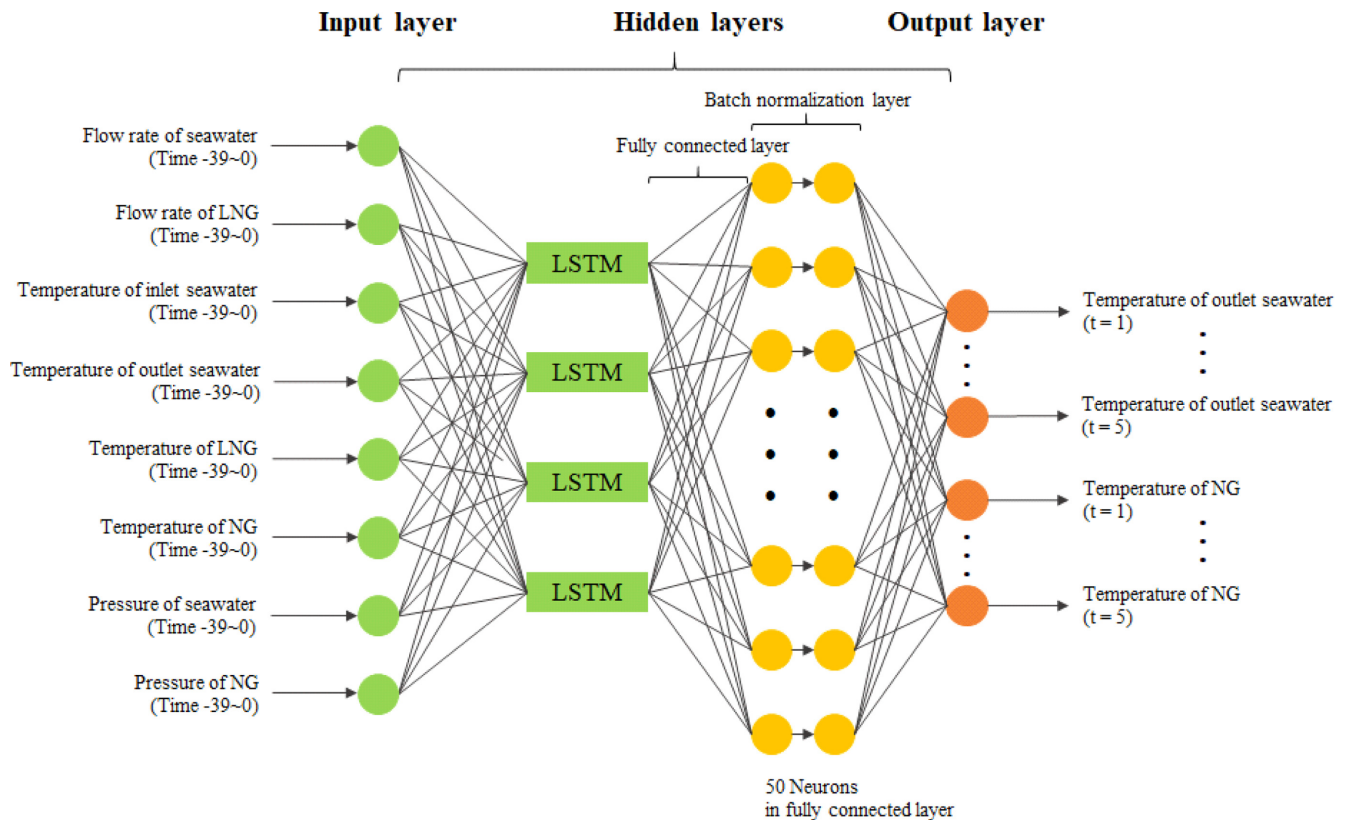 Input layer
Hidden layers
Output layer
Batch normalization layer
Fully connected layer
Flow rate of seawater
(Time -39~0)
Flow rate of LNG
(Time -39~0)
Temperature of inlet seawater
(Time -39~0)
Temperature of outlet seawater
(Time -39~0)
Temperature of LNG
(Time -39~0)
Temperature of NG
(Time -39~0)
Pressure of seawater
(Time -39~0)
Pressure of NG
(Time -39~0)
LSTM
LSTM
LSTM
LSTM
50 Neurons
in fully connected layer
Temperature of outlet seawater
(t = 1)
Temperature of outlet seawater
(t = 5)
Temperature of NG
(t = 1)
Temperature of NG
(t = 5)